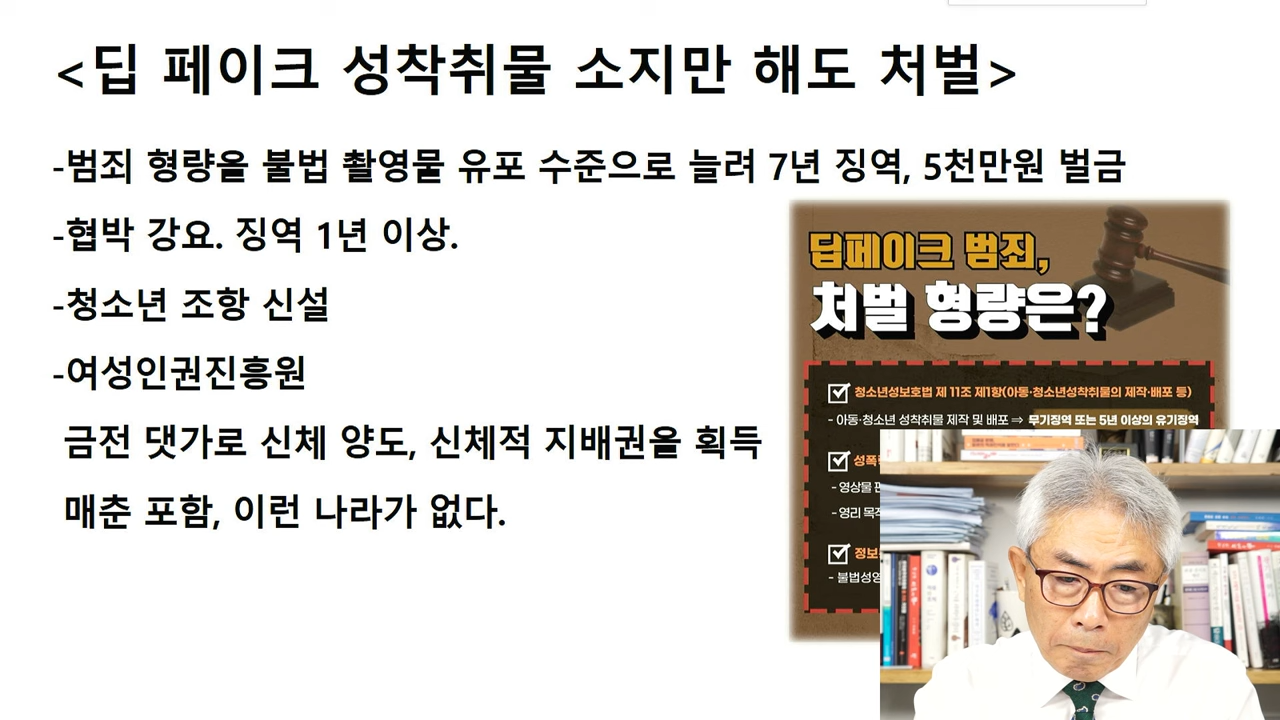 <딥 페이크 성착취물 소지만 해도 처벌>
-범죄 형량을 불법 촬영물 유포 수준으로 늘려 7년 징역, 5천만원 벌금
-협박 강요. 징역 1년 이상.
-청소년 조항 신설
-여성인권진흥원
금전 댓가로 신체 양도, 신체적 지배권을 획득
매춘 포함, 이런 나라가 없다.
딥페이크 범죄,
처벌 형량은?
청소년성보호법 제 11조 제1항(아동·청소년성착취물의 제작·배포 등)
- 아동·청소년 성착취물 제작 및 배포 ⇒ 무기징역 또는 5년 이상의 유기징역
- 영상물
- 영리 목적